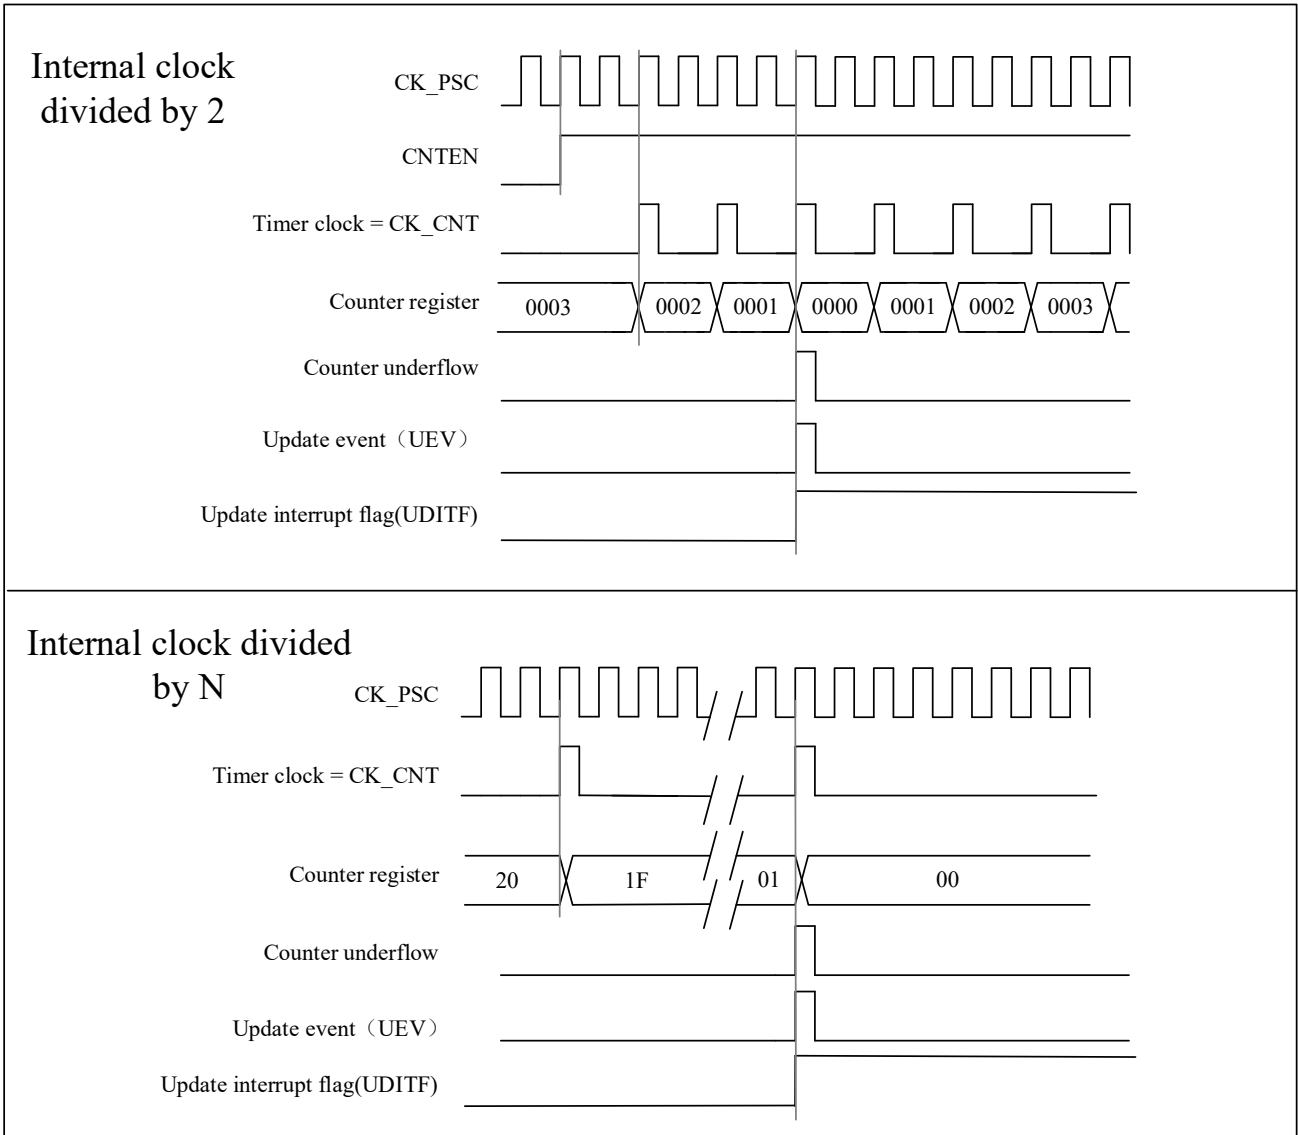 Internal clock
divided by 2
CK_PSC
CNTEN
Timer clock = CK_CNT
Counter register
0003 0002 0001 0000 0001 0002 0003
Counter underflow
Update event（UEV）
Update interrupt flag(UDITF)
Internal clock divided
by N
CK_PSC
Timer clock = CK_CNT
Counter register
20 1F 01 00
Counter underflow
Update event（UEV）
Update interrupt flag(UDITF)